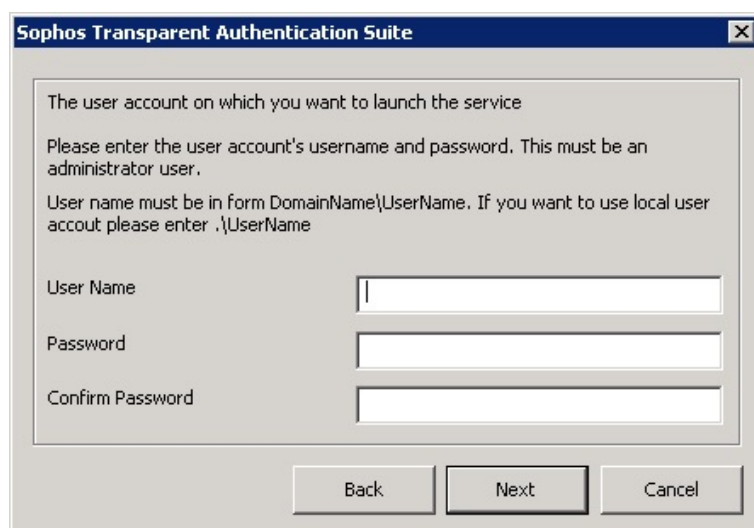 Sophos Transparent Authentication Suite
The user account on which you want to launch the service
Please enter the user account's username and password. This must be an
administrator user.
User name must be in form DomainName\UserName. If you want to use local user
accout please enter .\UserName
User Name
Password
Confirm Password
Back Next Cancel